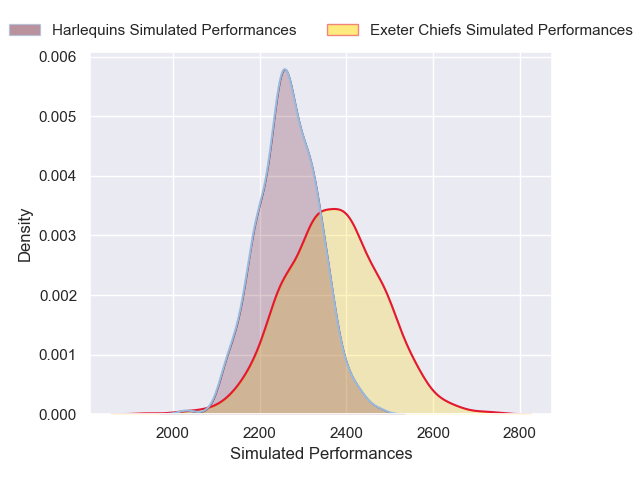 Harlequins Simulated Performances
Exeter Chiefs Simulated Performances
0.006
0.005
0.004
0.003
0.002
0.001
0.000
Density
2000 2200 2400 2600 2800
Simulated Performances